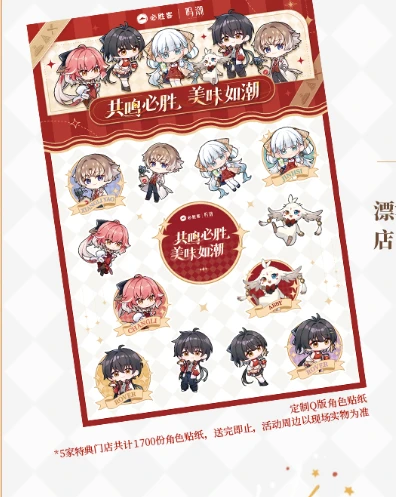 必胜客 鸣潮
共鸣必胜 美味如潮
JINHSI
必胜客 鸣潮
共鸣必胜
美味如潮
CHANGLI
ROVER
定制Q版角色贴纸
*5家特典门店共计1700份角色贴纸,送完即止,活动周边以现场实物为准
漂
店